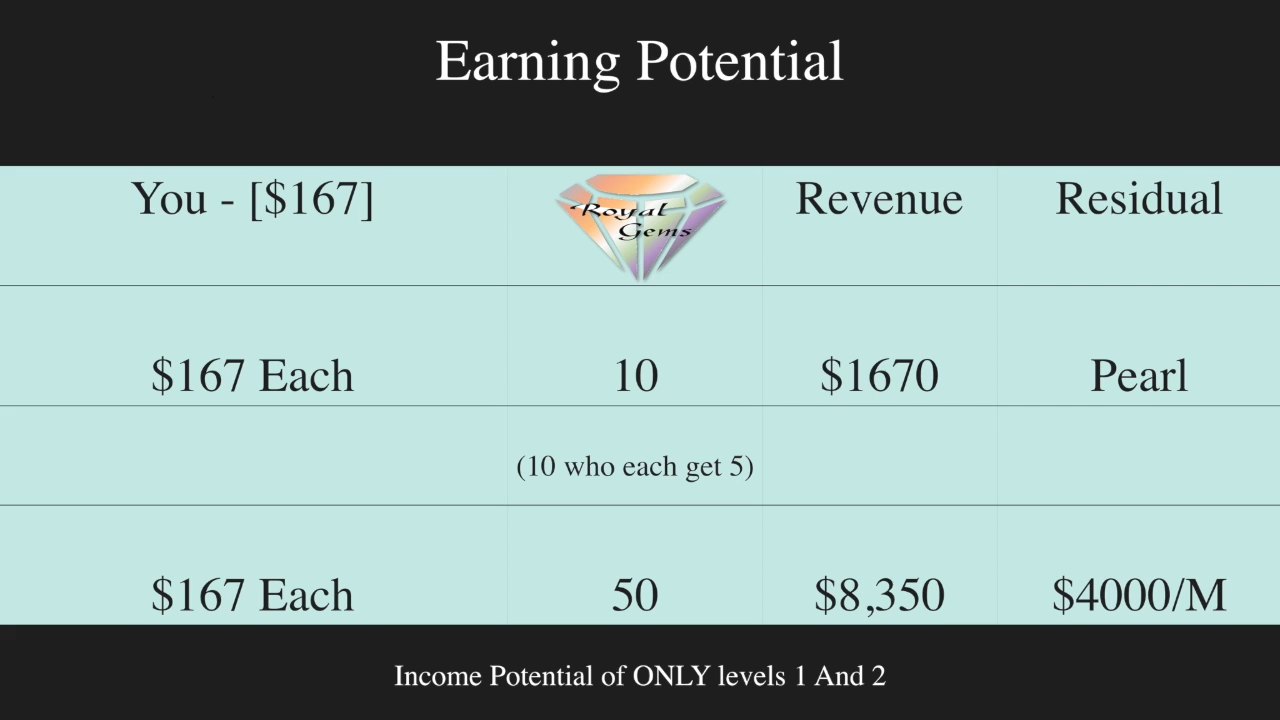 Earning Potential
You - [$167]
Royal
Gems
Revenue
Residual
$167 Each
10
$1670
Pearl
(10 who each get 5)
$167 Each
50
$8,350
$4000/M
Income Potential of ONLY levels 1 And 2